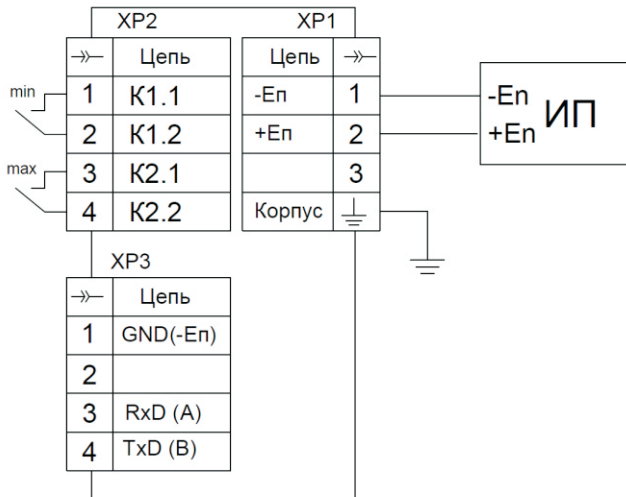 XP2
XP1
Цепь
Цепь
min
1 К1.1
-Еп 1
-En ИП
2 К1.2
+Еп 2
+En
max
3 К2.1
3
4 К2.2
Корпус
XP3
Цепь
1 GND(-Еп)
2
3 RxD (A)
4 TxD (B)